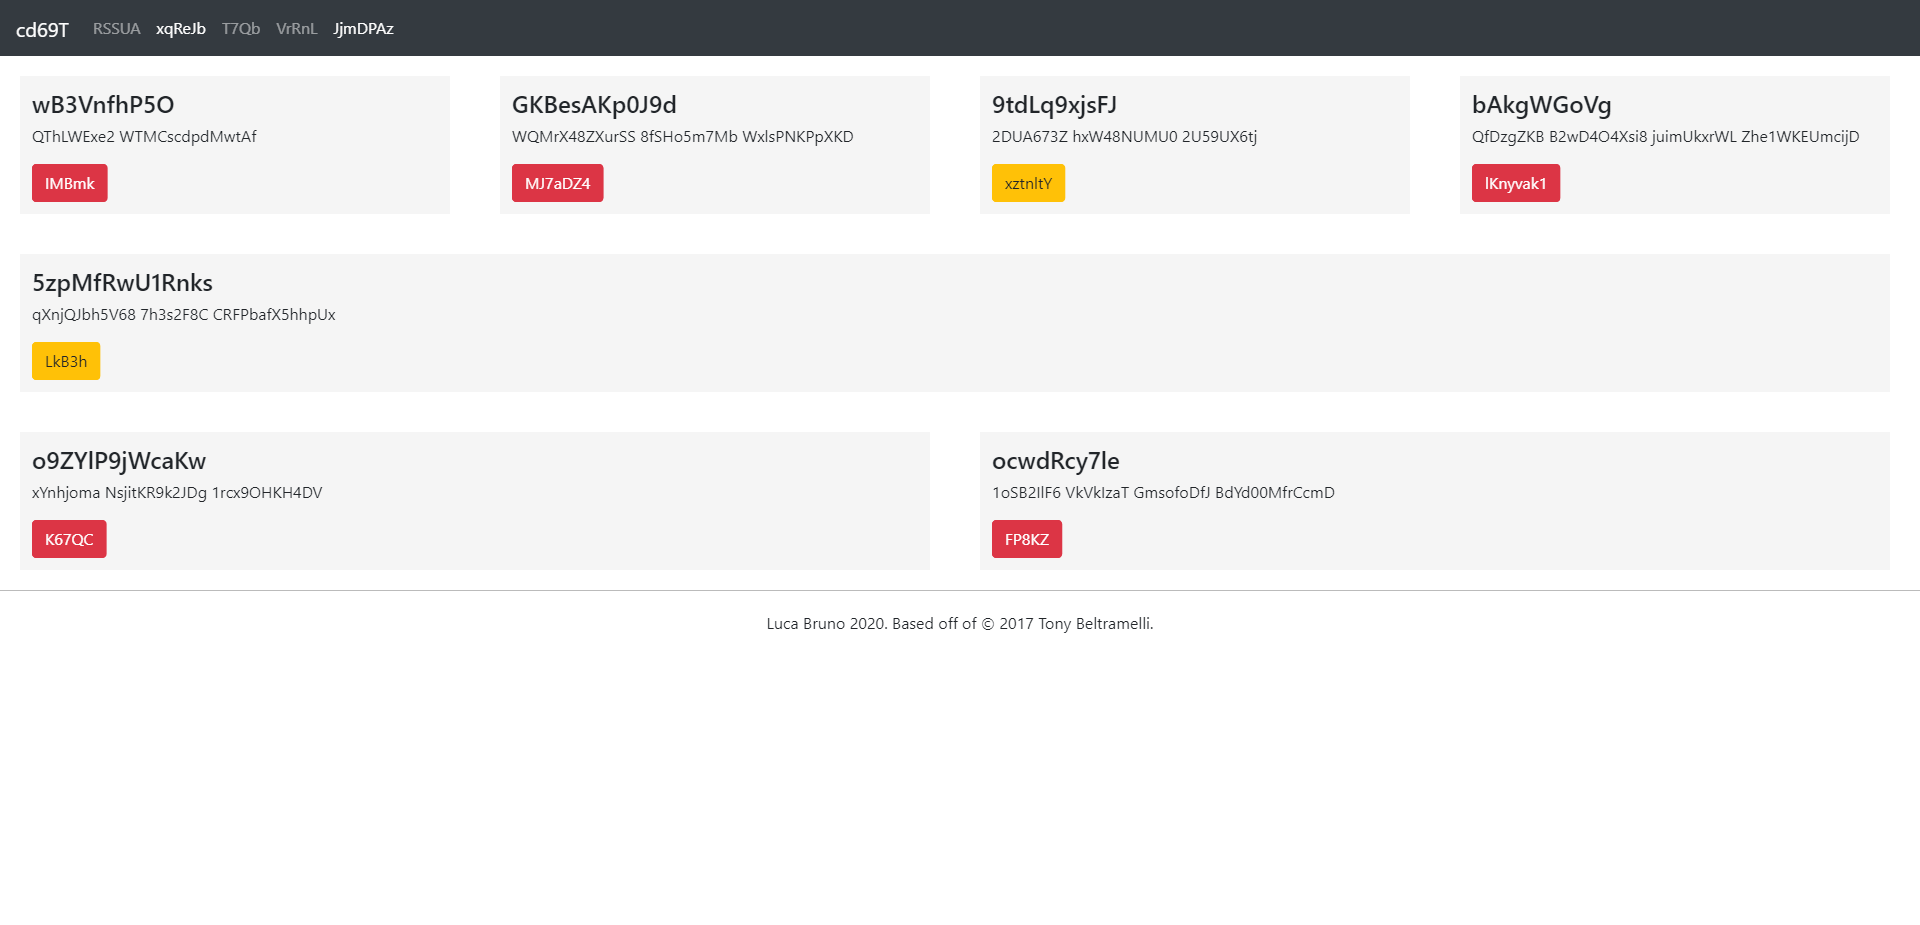 cd69T RSSUA xqReJb T7Qb VrRnL JjmDPAz
wB3VnfhP5O
QThLWExe2 WTMCscdpdMwtAf
IMBmk
GKBesAKp0J9d
WQMrX48ZXurSS 8fSHo5m7Mb WxlsPNKPpXKD
MJ7aDZ4
9tdLq9xjsFJ
2DUA673Z hxW48NUMU0 2U59UX6tj
xztnltY
bAkgWGoVg
QfDzgZKB B2wD4O4Xsi8 juimUkxrWL Zhe1WKEUmcijD
lKnyvak1
5zpMfRwU1Rnks
qXnjQJbh5V68 7h3s2F8C CRFPbafX5hhpUx
LkB3h
o9ZYlP9jWcaKw
xYnhjoma NsjitKR9k2JDg 1rcx9OHKH4DV
K67QC
ocwdRcy7le
1oSB2IlF6 VkVkIzaT GmsofoDfJ BdYd00MfrCcmD
FP8KZ
Luca Bruno 2020. Based off of © 2017 Tony Beltramelli.